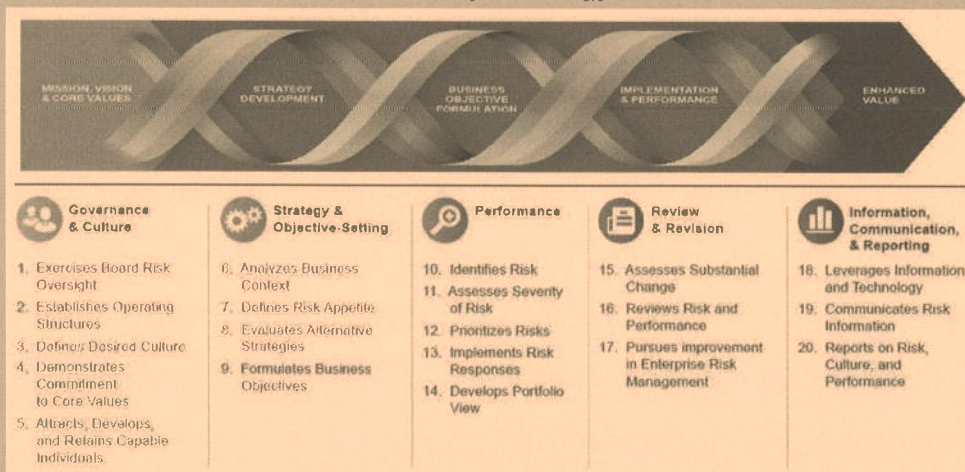 MISSION, VISION
& CORE VALUES
STRATEGY
DEVELOPMENT
BUSINESS
OBJECTIVE
FORMULATION
IMPLEMENTATION
& PERFORMANCE
ENHANCED
VALUE
Governance
& Culture
1. Exercises Board Risk
Oversight
2. Establishes Operating
Structures
3. Defines Desired Culture
4. Demonstrates
Commitment
to Core Values
5. Attracts, Develops,
and Retains Capable
Individuals
Strategy &
Objective-Setting
6. Analyzes Business
Context
7. Defines Risk Appetite
8. Evaluates Alternative
Strategies
9. Formulates Business
Objectives
Performance
10. Identifies Risk
11. Assesses Severity
of Risk
12. Prioritizes Risks
13. Implements Risk
Responses
14. Develops Portfolio
View
Review
& Revision
15. Assesses Substantial
Change
16. Reviews Risk and
Performance
17. Pursues improvement
in Enterprise Risk
Management
Information,
Communication,
& Reporting
18. Leverages Information
and Technology
19. Communicates Risk
Information
20. Reports on Risk,
Culture, and
Performance